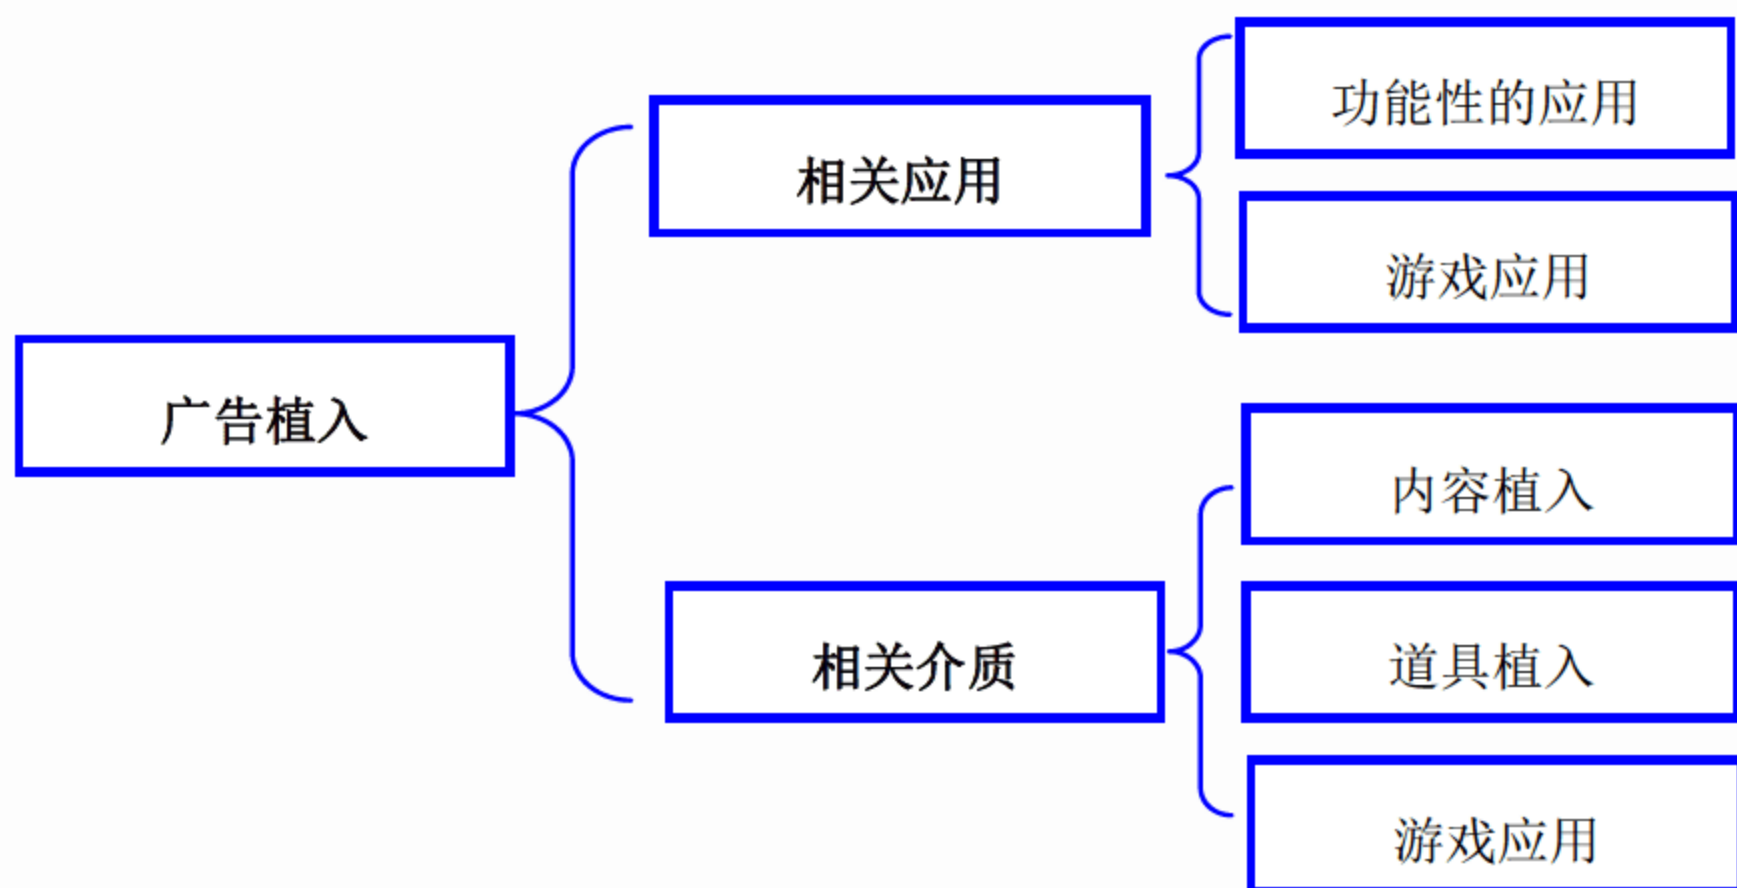 功能性的应用
相关应用
游戏应用
广告植入
内容植入
相关介质
道具植入
游戏应用